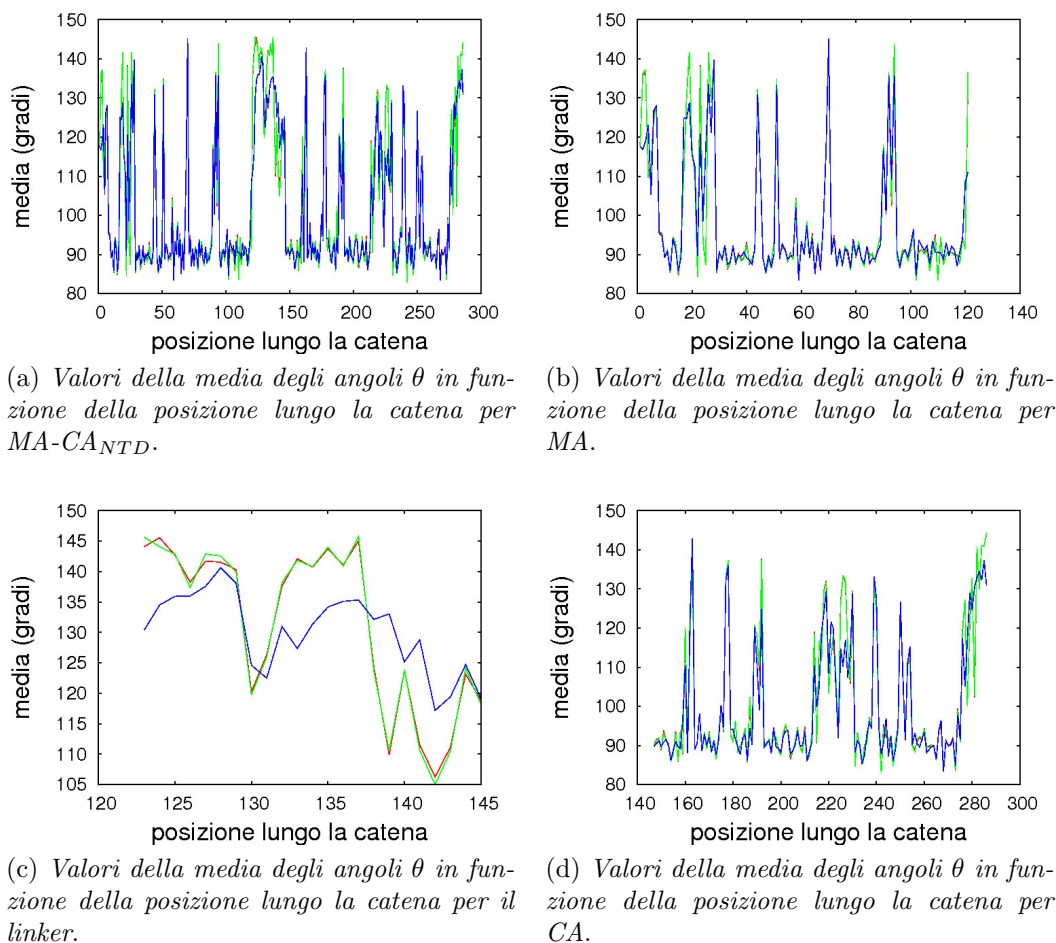 150
140
130
120
110
100
90
80
0 50 100 150 200 250 300
media (gradi)
posizione lungo la catena
(a) Valori della media degli angoli θ in fun-
zione della posizione lungo la catena per
MA-CA_{NTD}.
150
140
130
120
110
100
90
80
0 20 40 60 80 100 120 140
media (gradi)
posizione lungo la catena
(b) Valori della media degli angoli θ in fun-
zione della posizione lungo la catena per
MA.
150
145
140
135
130
125
120
115
110
105
120 125 130 135 140 145
media (gradi)
posizione lungo la catena
(c) Valori della media degli angoli θ in fun-
zione della posizione lungo la catena per il
linker.
150
140
130
120
110
100
90
80
140 160 180 200 220 240 260 280 300
media (gradi)
posizione lungo la catena
(d) Valori della media degli angoli θ in fun-
zione della posizione lungo la catena per
CA.